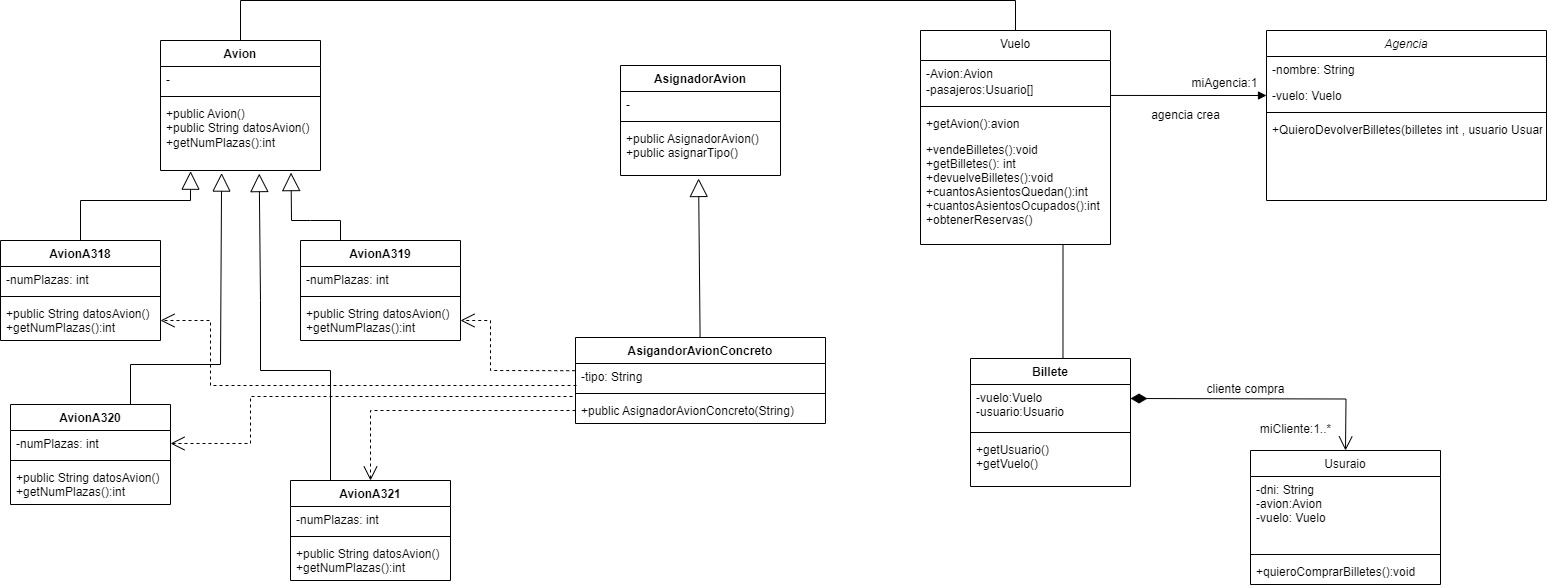 Avion
-
+public Avion()
+public String datosAvion()
+getNumPlazas():int
AsignadorAvion
-
+public AsignadorAvion()
+public asignarTipo()
Vuelo
-Avion:Avion
-pasajeros:Usuario[]
+getAvion():avion
+vendeBilletes():void
+getBilletes(): int
+devuelveBilletes():void
+cuantosAsientosQuedan():int
+cuantosAsientosOcupados():int
+obtenerReservas()
miAgencia:1
agencia crea
Agencia
-nombre: String
-vuelo: Vuelo
+QuieroDevolverBilletes(billetes int , usuario Usuar
AvionA318
-numPlazas: int
+public String datosAvion()
+getNumPlazas():int
AvionA319
-numPlazas: int
+public String datosAvion()
+getNumPlazas():int
AsigandorAvionConcreto
-tipo: String
+public AsignadorAvionConcreto(String)
AvionA320
-numPlazas: int
+public String datosAvion()
+getNumPlazas():int
AvionA321
-numPlazas: int
+public String datosAvion()
+getNumPlazas():int
Billete
-vuelo:Vuelo
-usuario:Usuario
+getUsuario()
+getVuelo()
cliente compra
miCliente:1..*
Usuraio
-dni: String
-avion:Avion
-vuelo: Vuelo
+quieroComprarBilletes():void